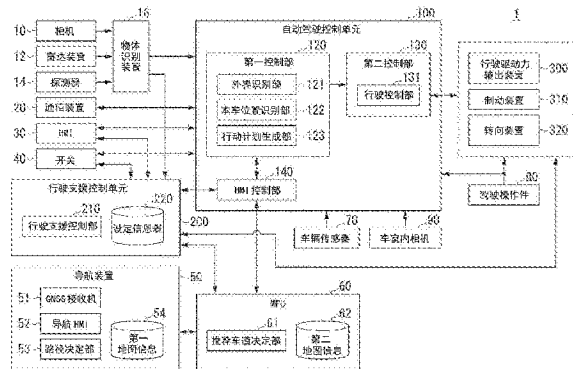 1
10
相机
12
雷达装置
14
探测器
16
物体识别装置
20
通信装置
30
HMI
40
开关
100
自动驾驶控制单元
120
第一控制部
外界识别部
121
本车位置识别部
122
行动计划生成部
123
130
第二控制部
131
行驶控制部
140
HMI控制部
行驶驱动力输出装置
300
制动装置
310
转向装置
320
80
驾驶操作件
70
车辆传感器
90
车室内相机
行驶支援控制单元
200
210
行驶支援控制部
220
设定信息
导航装置
50
51
GNSS接收机
52
导航 HMI
53
路径决定部
54
第一地图信息
60
MPU
61
推荐车道决定部
62
第二地图信息